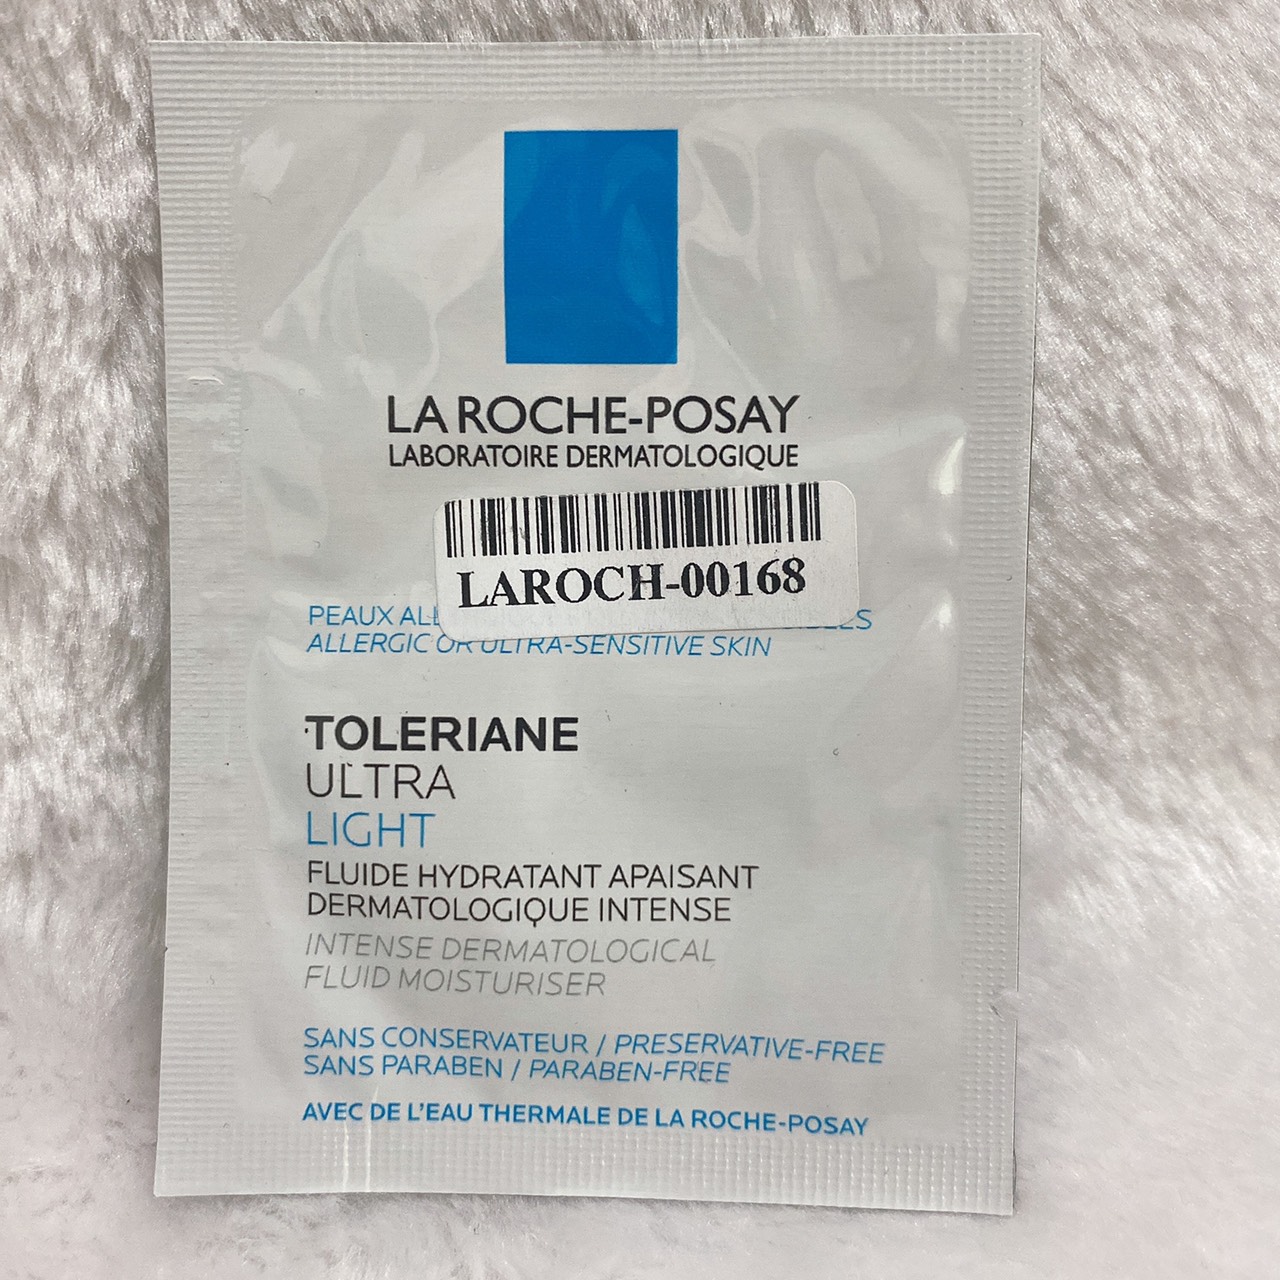 LA ROCHE-POSAY
LABORATOIRE DERMATOLOGIQUE
LAROCH-00168
PEAUX
ALLERGIC OR ULTRA-SENSITIVE SKIN
TOLERIANE
ULTRA
LIGHT
FLUIDE HYDRATANT APAISANT
DERMATOLOGIQUE INTENSE
INTENSE DERMATOLOGICAL
FLUID MOISTURISER
SANS CONSERVATEUR / PRESERVATIVE-FREE
SANS PARABEN / PARABEN-FREE
AVEC DE L'EAU THERMALE DE LA ROCHE-POSAY